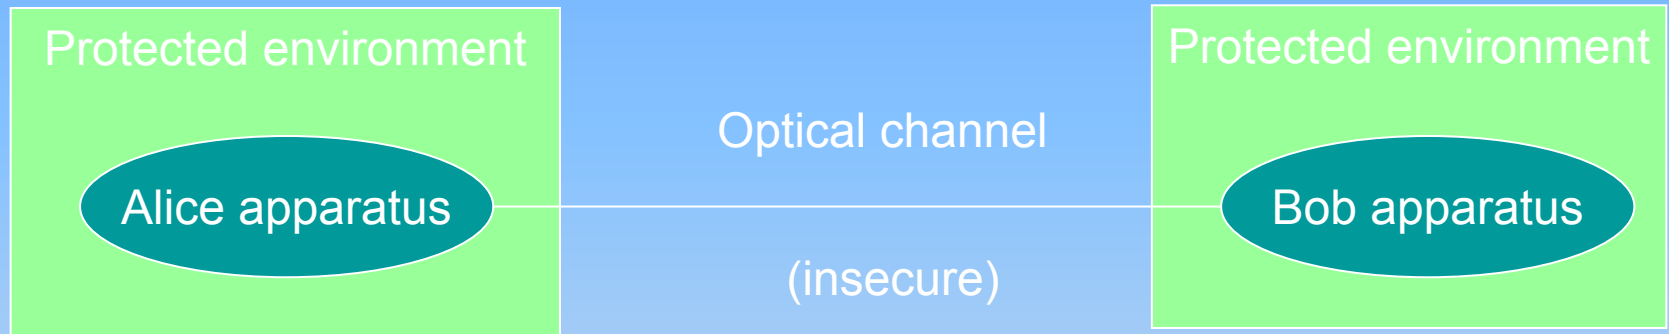 Protected environment
Alice apparatus
Optical channel
(insecure)
Protected environment
Bob apparatus